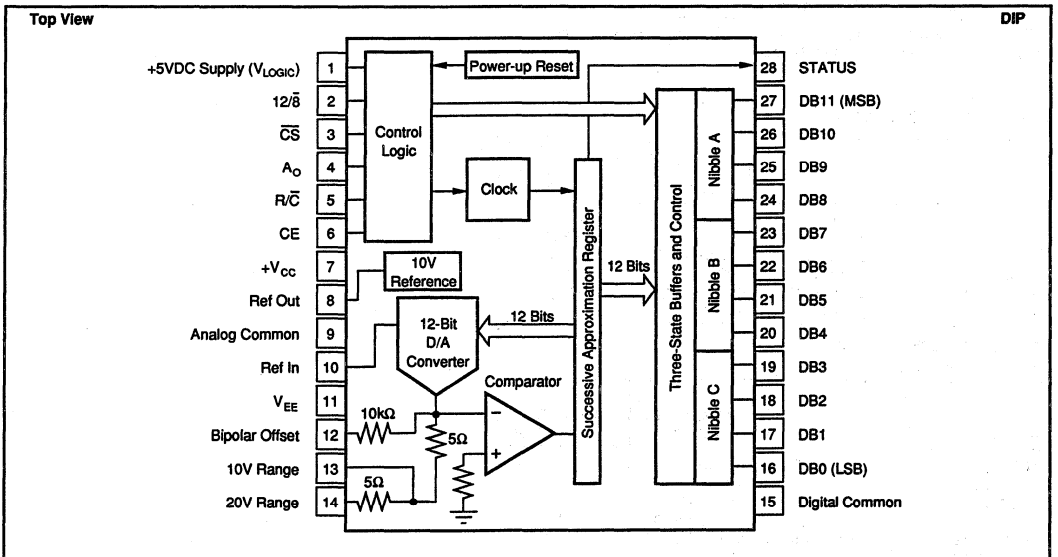 Top View
DIP
+5VDC Supply (VLOGIC) 1
12/8̅ 2
C̅S̅ 3
AO 4
R/C̅ 5
CE 6
+VCC 7
Ref Out 8
Analog Common 9
Ref In 10
VEE 11
Bipolar Offset 12
10V Range 13
20V Range 14
Control
Logic
Power-up Reset
Clock
10V
Reference
12-Bit
D/A
Converter
12 Bits
Comparator
−
+
10kΩ
5Ω
5Ω
Successive Approximation Register
12 Bits
Three-State Buffers and Control
Nibble A
Nibble B
Nibble C
28 STATUS
27 DB11 (MSB)
26 DB10
25 DB9
24 DB8
23 DB7
22 DB6
21 DB5
20 DB4
19 DB3
18 DB2
17 DB1
16 DB0 (LSB)
15 Digital Common